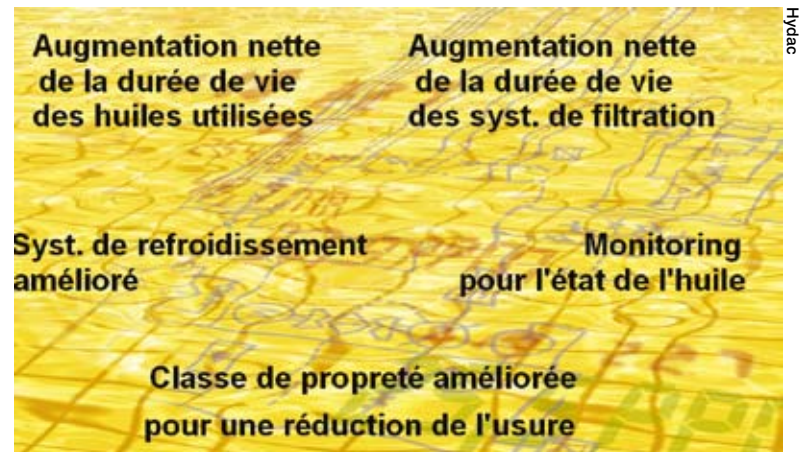 Augmentation nette
de la durée de vie
des huiles utilisées
Augmentation nette
de la durée de vie
des syst. de filtration
Syst. de refroidissement
amélioré
Monitoring
pour l'état de l'huile
Classe de propreté améliorée
pour une réduction de l'usure
Hydac